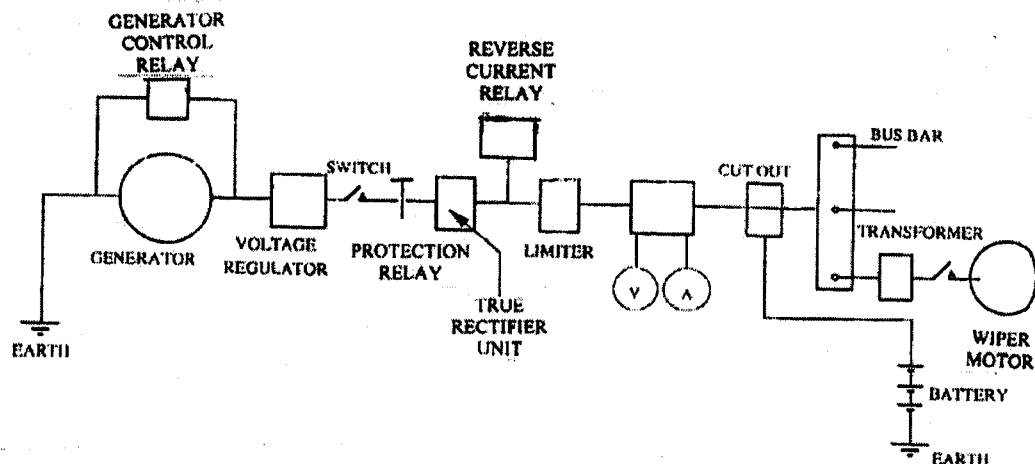 GENERATOR
CONTROL
RELAY
REVERSE
CURRENT
RELAY
SWITCH
BUS BAR
CUT OUT
GENERATOR
VOLTAGE
REGULATOR
PROTECTION
RELAY
LIMITER
TRANSFORMER
V
A
TRUE
RECTIFIER
UNIT
WIPER
MOTOR
EARTH
BATTERY
EARTH